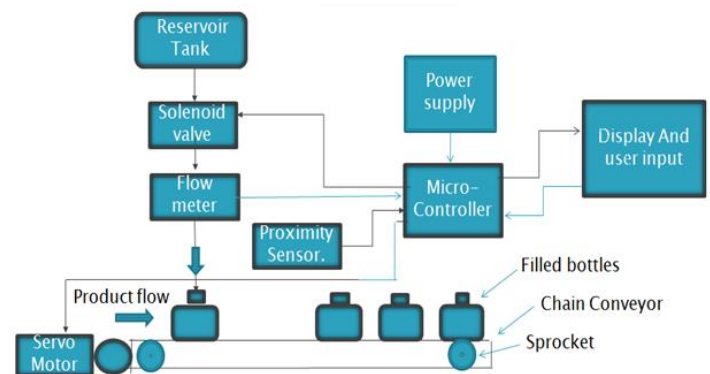 Reservoir
Tank
Power
supply
Solenoid
valve
Display And
user input
Flow
meter
Micro-
Controller
Proximity
Sensor.
Filled bottles
Product flow
Chain Conveyor
Servo
Motor
Sprocket